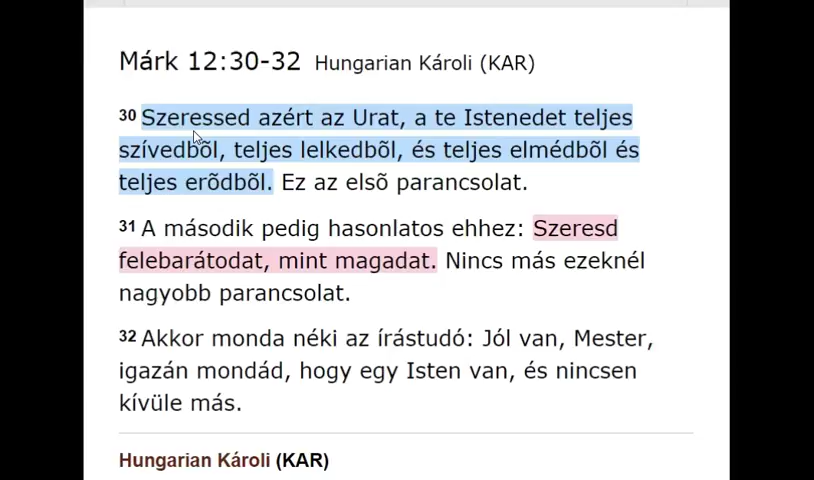 Márk 12:30-32 Hungarian Károli (KAR)
30 Szeressed azért az Urat, a te Istenedet teljes
szívedbõl, teljes lelkedbõl, és teljes elmédbõl és
teljes erõdbõl. Ez az elsõ parancsolat.
31 A második pedig hasonlatos ehhez: Szeresd
felebarátodat, mint magadat. Nincs más ezeknél
nagyobb parancsolat.
32 Akkor monda néki az írástudó: Jól van, Mester,
igazán mondád, hogy egy Isten van, és nincsen
kívüle más.
Hungarian Károli (KAR)